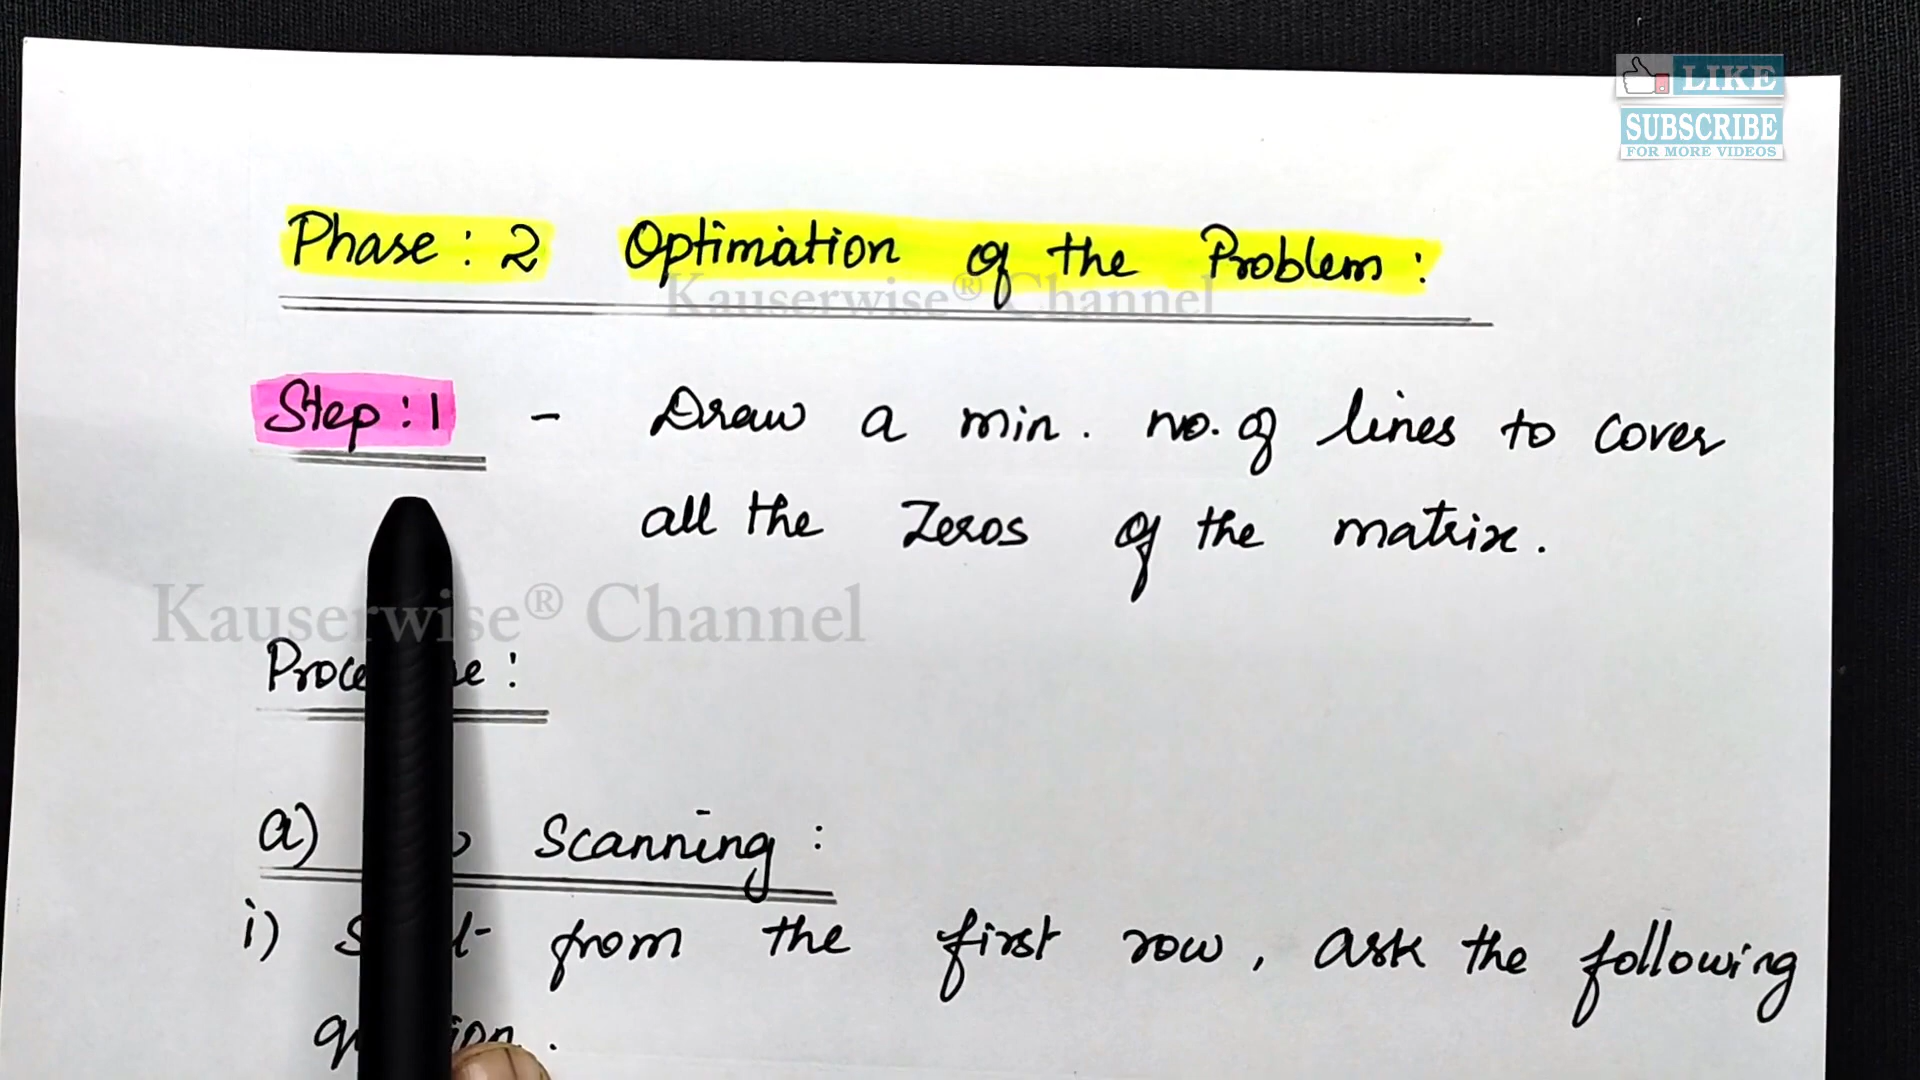 LIKE
SUBSCRIBE
FOR MORE VIDEOS
Phase : 2 Optimation of the Problem :
Kauserwise® Channel
Step : 1 - Draw a min. no. of lines to cover
all the Zeros of the matrix.
Kauserwise® Channel
a) Scanning :
i) from the first row, ask the following